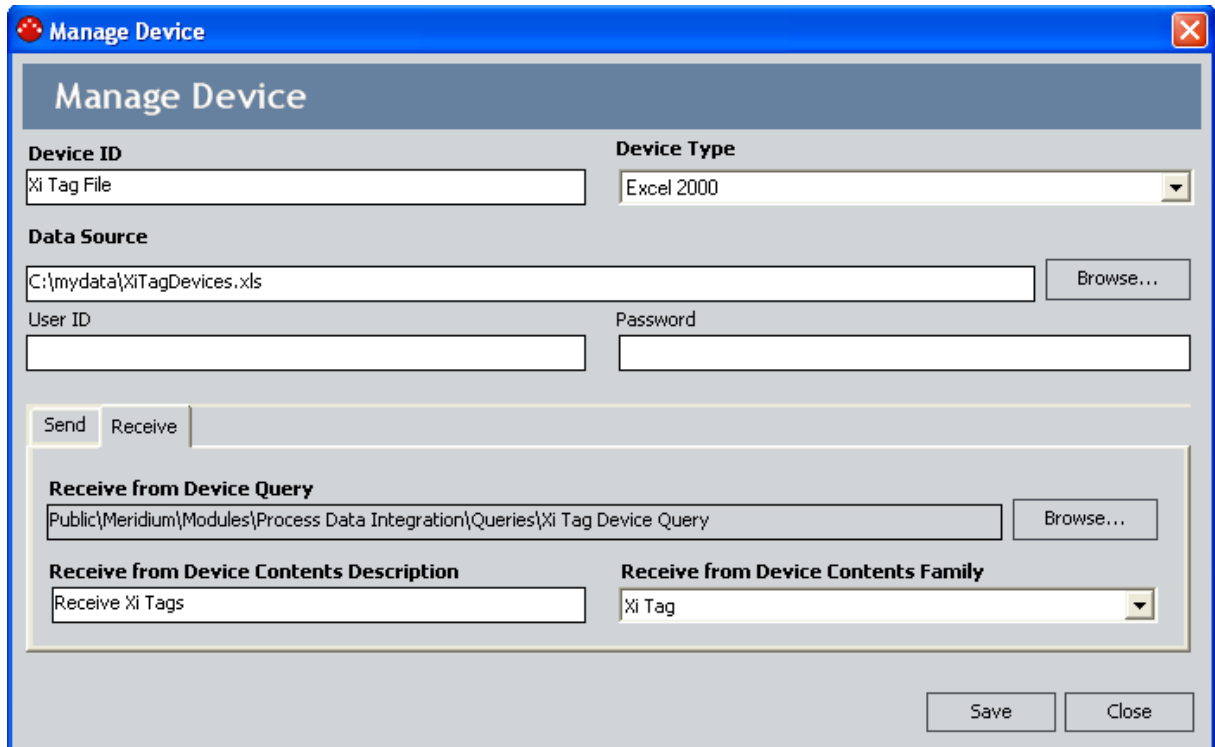 Manage Device
Manage Device
Device ID
Device Type
Xi Tag File
Excel 2000
Data Source
C:\mydata\XiTagDevices.xls
Browse...
User ID
Password
Send
Receive
Receive from Device Query
Public\Meridium\Modules\Process Data Integration\Queries\Xi Tag Device Query
Browse...
Receive from Device Contents Description
Receive from Device Contents Family
Receive Xi Tags
Xi Tag
Save
Close